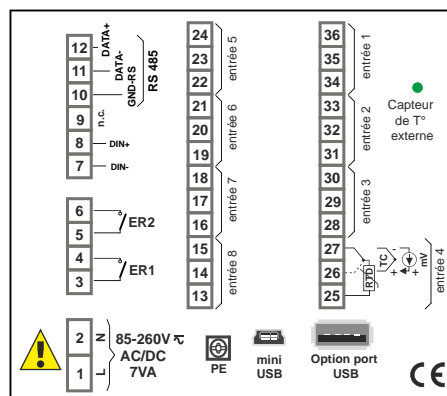 12
DATA+
11
DATA-
10
GND-RS
RS 485
9
n.c.
8
DIN+
7
DIN-
6
5
ER2
4
3
ER1
2
N
1
L
85-260V
AC/DC
7VA
24
23
22
entrée 5
21
20
19
entrée 6
18
17
16
entrée 7
15
14
13
entrée 8
36
35
34
entrée 1
33
32
31
entrée 2
30
29
28
entrée 3
27
26
25
RTD
TC
-
+
-
+
mV
entrée 4
Capteur
de T°
externe
PE
mini
USB
Option port
USB
CE